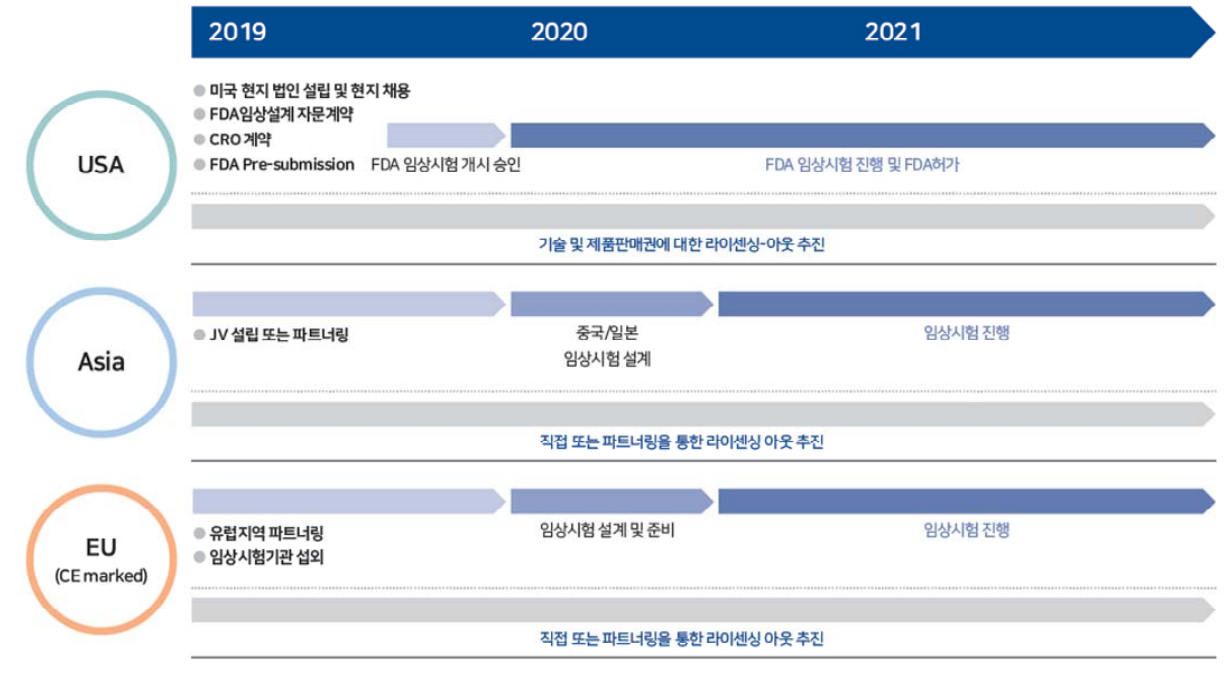 2019
2020
2021
USA
미국 현지 법인 설립 및 현지 채용
FDA임상설계 자문계약
CRO 계약
FDA Pre-submission
FDA 임상시험 개시 승인
FDA 임상시험 진행 및 FDA허가
기술 및 제품판매권에 대한 라이센싱-아웃 추진
Asia
JV 설립 또는 파트너링
중국/일본
임상시험 설계
임상시험 진행
직접 또는 파트너링을 통한 라이센싱 아웃 추진
EU
(CE marked)
유럽지역 파트너링
임상시험기관 섭외
임상시험 설계 및 준비
임상시험 진행
직접 또는 파트너링을 통한 라이센싱 아웃 추진